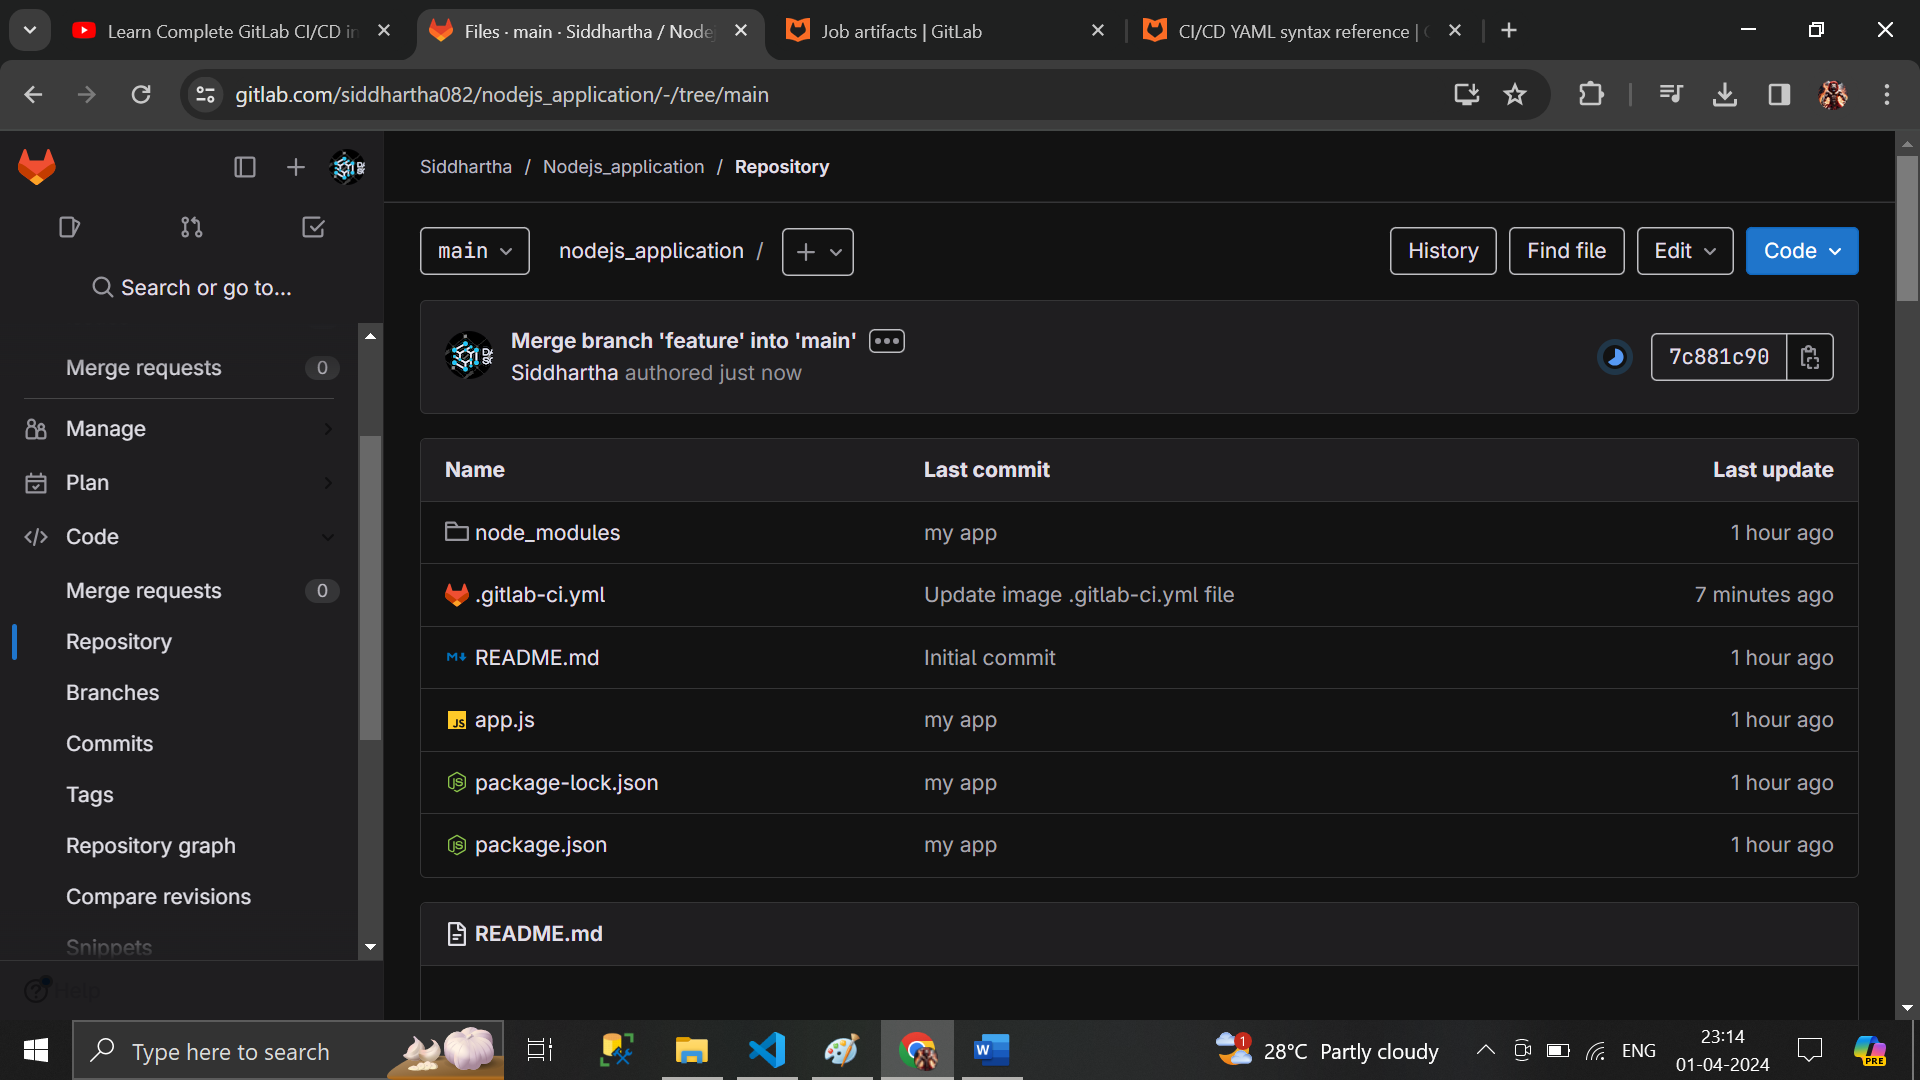 Learn Complete GitLab CI/CD in
Files · main · Siddhartha / Nodej
Job artifacts | GitLab
CI/CD YAML syntax reference |
gitlab.com/siddhartha082/nodejs_application/-/tree/main
Siddhartha / Nodejs_application / Repository
main
nodejs_application /
History
Find file
Edit
Code
Search or go to...
Merge requests 0
Manage
Plan
Code
Merge requests 0
Repository
Branches
Commits
Tags
Repository graph
Compare revisions
Snippets
Help
Merge branch 'feature' into 'main'
Siddhartha authored just now
7c881c90
Name Last commit Last update
node_modules my app 1 hour ago
.gitlab-ci.yml Update image .gitlab-ci.yml file 7 minutes ago
README.md Initial commit 1 hour ago
app.js my app 1 hour ago
package-lock.json my app 1 hour ago
package.json my app 1 hour ago
README.md
Type here to search
1
28°C Partly cloudy
ENG
23:14
01-04-2024
PRE